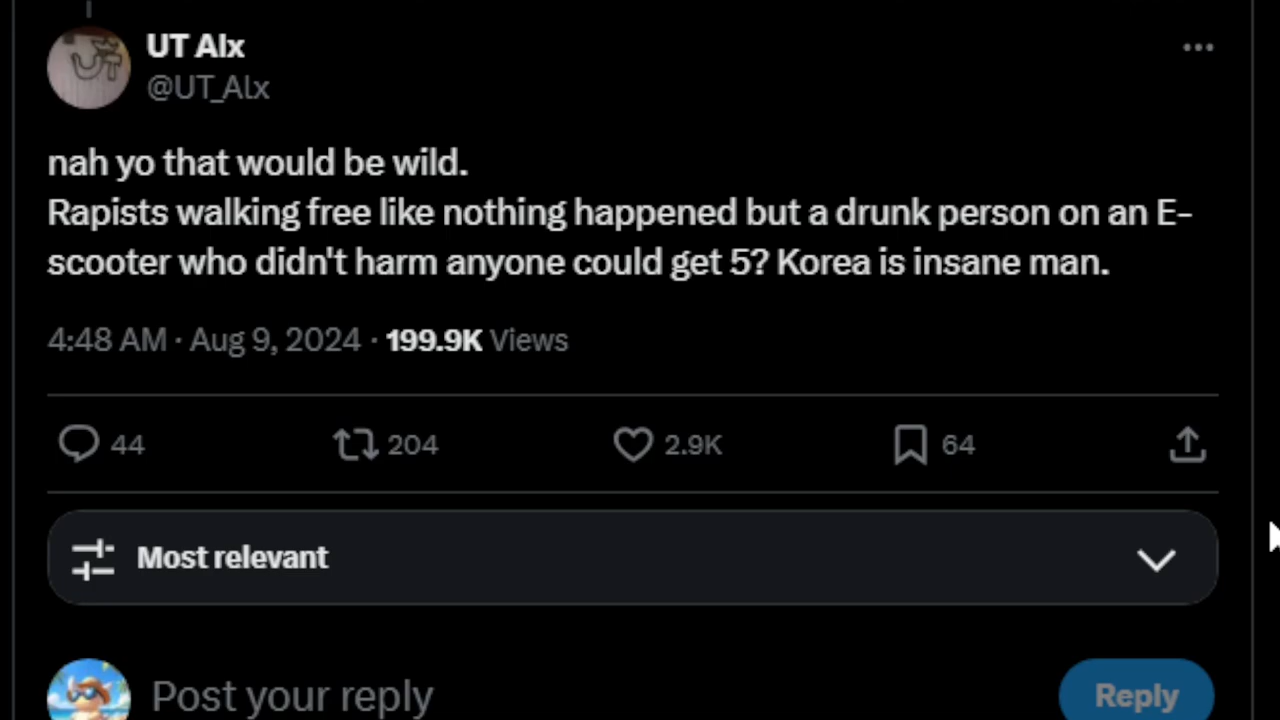 UT Alx
@UT_Alx
nah yo that would be wild.
Rapists walking free like nothing happened but a drunk person on an E-
scooter who didn't harm anyone could get 5? Korea is insane man.
4:48 AM · Aug 9, 2024 · 199.9K Views
44 204 2.9K 64
Most relevant
Post your reply Reply